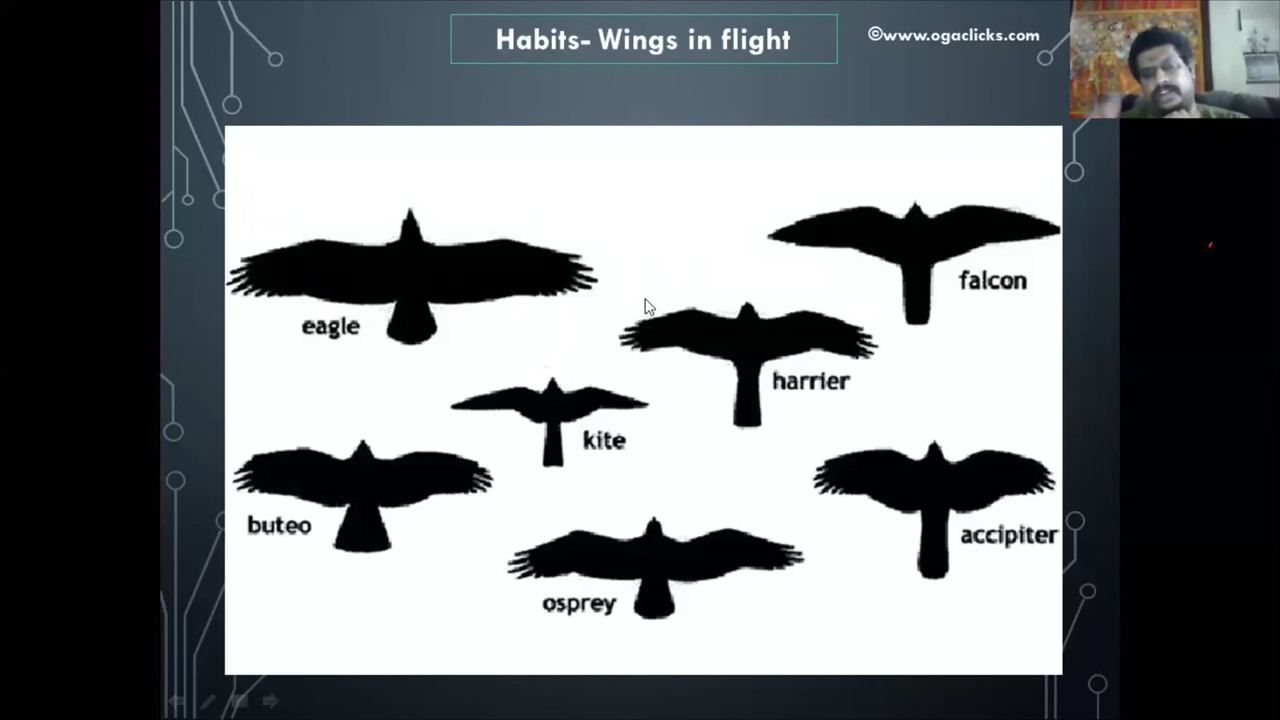 Habits- Wings in flight
©www.ogaclicks.com
eagle
falcon
harrier
kite
buteo
accipiter
osprey